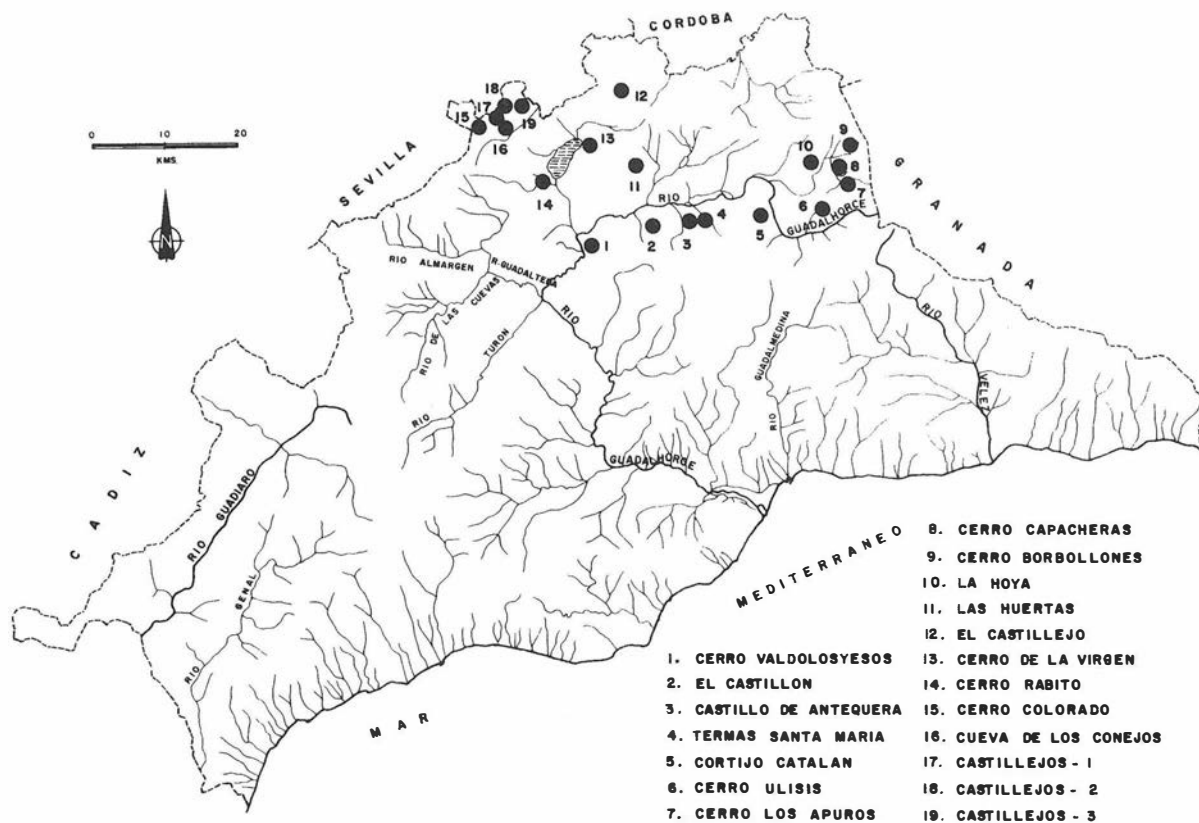 CORDOBA
SEVILLA
GRANADA
CADIZ
0 10 20
KMS.
N
18
17
15
19
16
12
13
14
11
10
9
8
7
6
5
4
3
2
1
RIO
GUADALHORCE
RIO ALMARGEN
R. GUADALTEBA
RIO DE LAS CUEVAS
RIO TURON
RIO
GUADALHORCE
RIO GUADALMEDINA
RIO VELEZ
RIO GUADIARO
RIO GENAL
MAR MEDITERRANEO
1. CERRO VALDOLOSYESOS
2. EL CASTILLON
3. CASTILLO DE ANTEQUERA
4. TERMAS SANTA MARIA
5. CORTIJO CATALAN
6. CERRO ULISIS
7. CERRO LOS APUROS
8. CERRO CAPACHERAS
9. CERRO BORBOLLONES
10. LA HOYA
11. LAS HUERTAS
12. EL CASTILLEJO
13. CERRO DE LA VIRGEN
14. CERRO RABITO
15. CERRO COLORADO
16. CUEVA DE LOS CONEJOS
17. CASTILLEJOS - 1
18. CASTILLEJOS - 2
19. CASTILLEJOS - 3